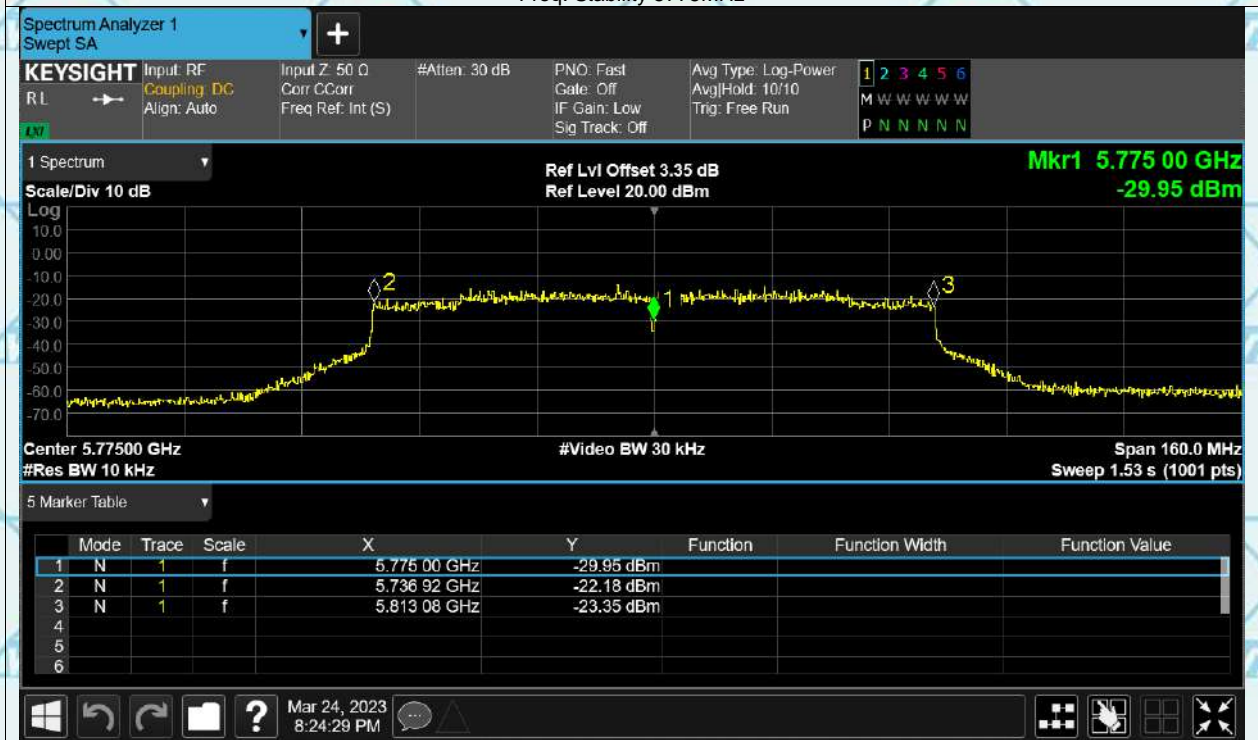 Spectrum Analyzer 1
Swept SA
+
KEYSIGHT Input: RF Input Z: 50 Ω #Atten: 30 dB PNO: Fast Avg Type: Log-Power 1 2 3 4 5 6
RL Coupling: DC Corr CCorr Gate: Off Avg|Hold: 10/10 M W W W W W
Align: Auto Freq Ref: Int (S) IF Gain: Low Trig: Free Run
LXI Sig Track: Off P N N N N N
1 Spectrum Ref Lvl Offset 3.35 dB Mkr1 5.775 00 GHz
Scale/Div 10 dB Ref Level 20.00 dBm -29.95 dBm
Log
10.0
0.00
-10.0
2 3
-20.0
1
-30.0
-40.0
-50.0
-60.0
-70.0
Center 5.77500 GHz #Video BW 30 kHz Span 160.0 MHz
#Res BW 10 kHz Sweep 1.53 s (1001 pts)
5 Marker Table
Mode Trace Scale X Y Function Function Width Function Value
1 N 1 f 5.775 00 GHz -29.95 dBm
2 N 1 f 5.736 92 GHz -22.18 dBm
3 N 1 f 5.813 08 GHz -23.35 dBm
4
5
6
? Mar 24, 2023
8:24:29 PM